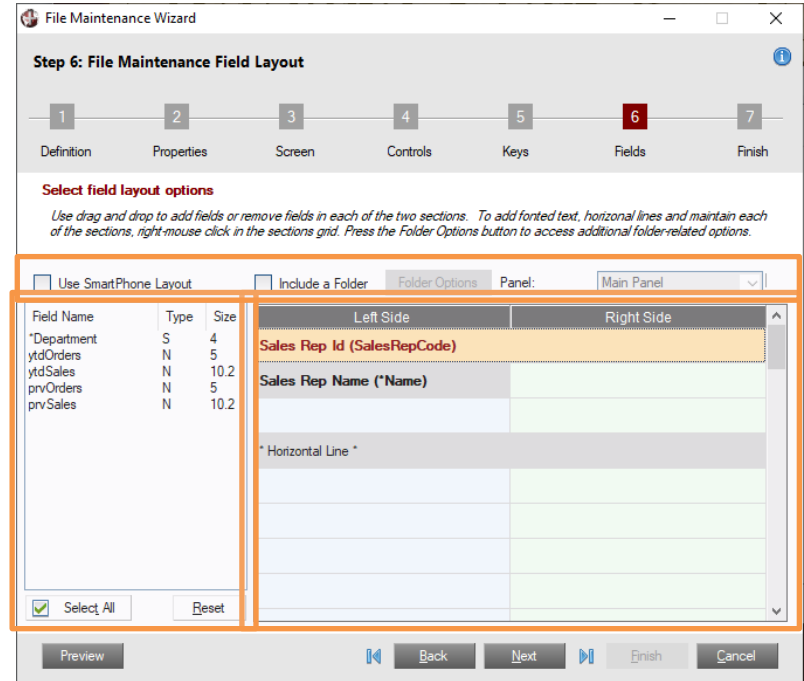 File Maintenance Wizard
Step 6: File Maintenance Field Layout
1 2 3 4 5 6 7
Definition Properties Screen Controls Keys Fields Finish
Select field layout options
Use drag and drop to add fields or remove fields in each of the two sections. To add fonted text, horizonal lines and maintain each
of the sections, right-mouse click in the sections grid. Press the Folder Options button to access additional folder-related options.
Use SmartPhone Layout Include a Folder Folder Options Panel: Main Panel
Field Name Type Size Left Side Right Side
*Department S 4
ytdOrders N 5
ytdSales N 10.2
prvOrders N 5
prvSales N 10.2
Sales Rep Id (SalesRepCode)
Sales Rep Name (*Name)
* Horizontal Line *
Select All Reset
Preview Back Next Finish Cancel